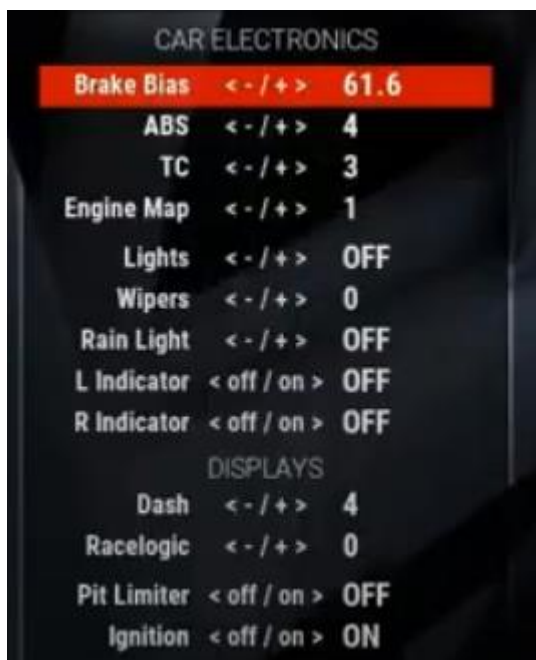 CAR ELECTRONICS
Brake Bias < - / + > 61.6
ABS < - / + > 4
TC < - / + > 3
Engine Map < - / + > 1
Lights < - / + > OFF
Wipers < - / + > 0
Rain Light < - / + > OFF
L Indicator < off / on > OFF
R Indicator < off / on > OFF
DISPLAYS
Dash < - / + > 4
Racelogic < - / + > 0
Pit Limiter < off / on > OFF
Ignition < off / on > ON